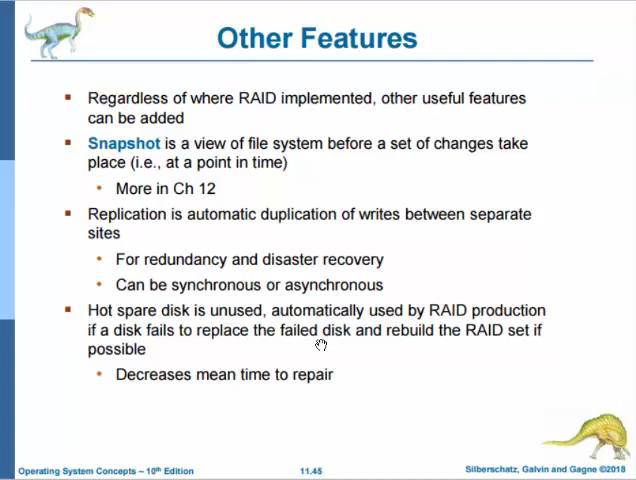 Other Features
Regardless of where RAID implemented, other useful features
can be added
Snapshot is a view of file system before a set of changes take
place (i.e., at a point in time)
More in Ch 12
Replication is automatic duplication of writes between separate
sites
For redundancy and disaster recovery
Can be synchronous or asynchronous
Hot spare disk is unused, automatically used by RAID production
if a disk fails to replace the failed disk and rebuild the RAID set if
possible
Decreases mean time to repair
Operating System Concepts – 10th Edition
11.45
Silberschatz, Galvin and Gagne ©2018